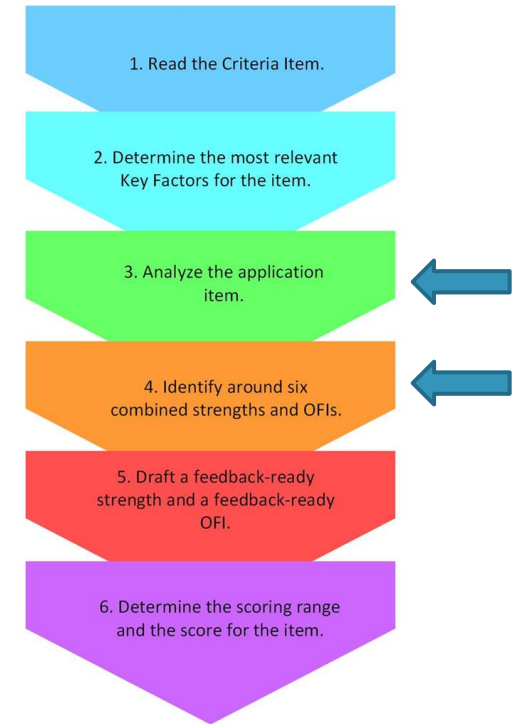 1. Read the Criteria Item.
2. Determine the most relevant
Key Factors for the item.
3. Analyze the application
item.
4. Identify around six
combined strengths and OFIs.
5. Draft a feedback-ready
strength and a feedback-ready
OFI.
6. Determine the scoring range
and the score for the item.